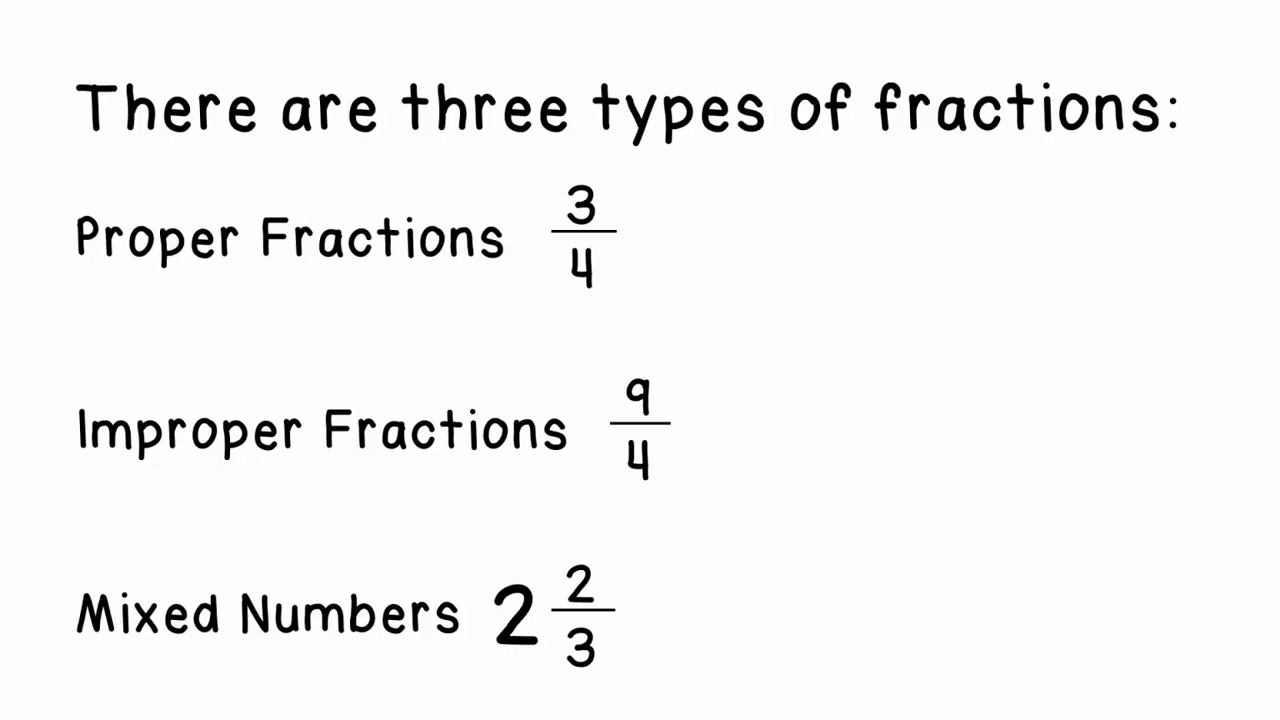 There are three types of fractions:
Proper Fractions 3/4
Improper Fractions 9/4
Mixed Numbers 2 2/3